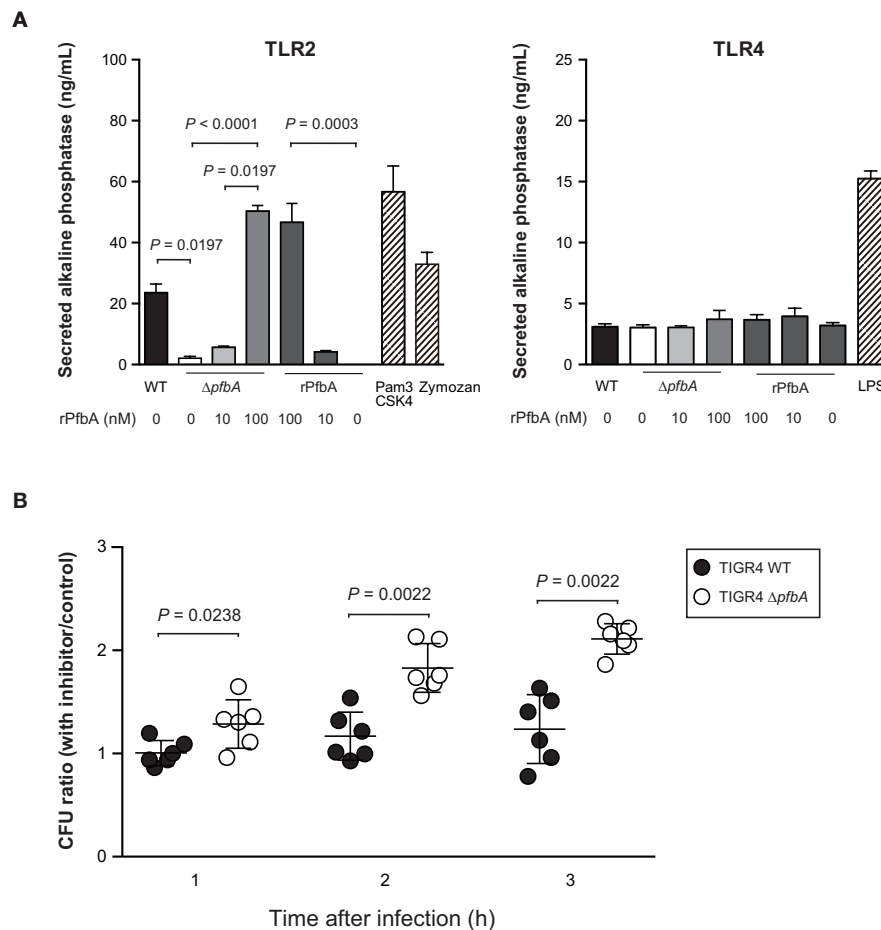 A
TLR2
Secreted alkaline phosphatase (ng/mL)
100
80
60
40
20
0
P < 0.0001
P = 0.0003
P = 0.0197
P = 0.0197
WT
ΔpfbA
rPfbA
Pam3
CSK4
Zymozan
rPfbA (nM)
0 0 10 100 100 10 0
TLR4
Secreted alkaline phosphatase (ng/mL)
25
20
15
10
5
0
WT
ΔpfbA
rPfbA
LPS
rPfbA (nM)
0 0 10 100 100 10 0
B
CFU ratio (with inhibitor/control)
3
2
1
0
P = 0.0238
P = 0.0022
P = 0.0022
TIGR4 WT
TIGR4 ΔpfbA
1 2 3
Time after infection (h)